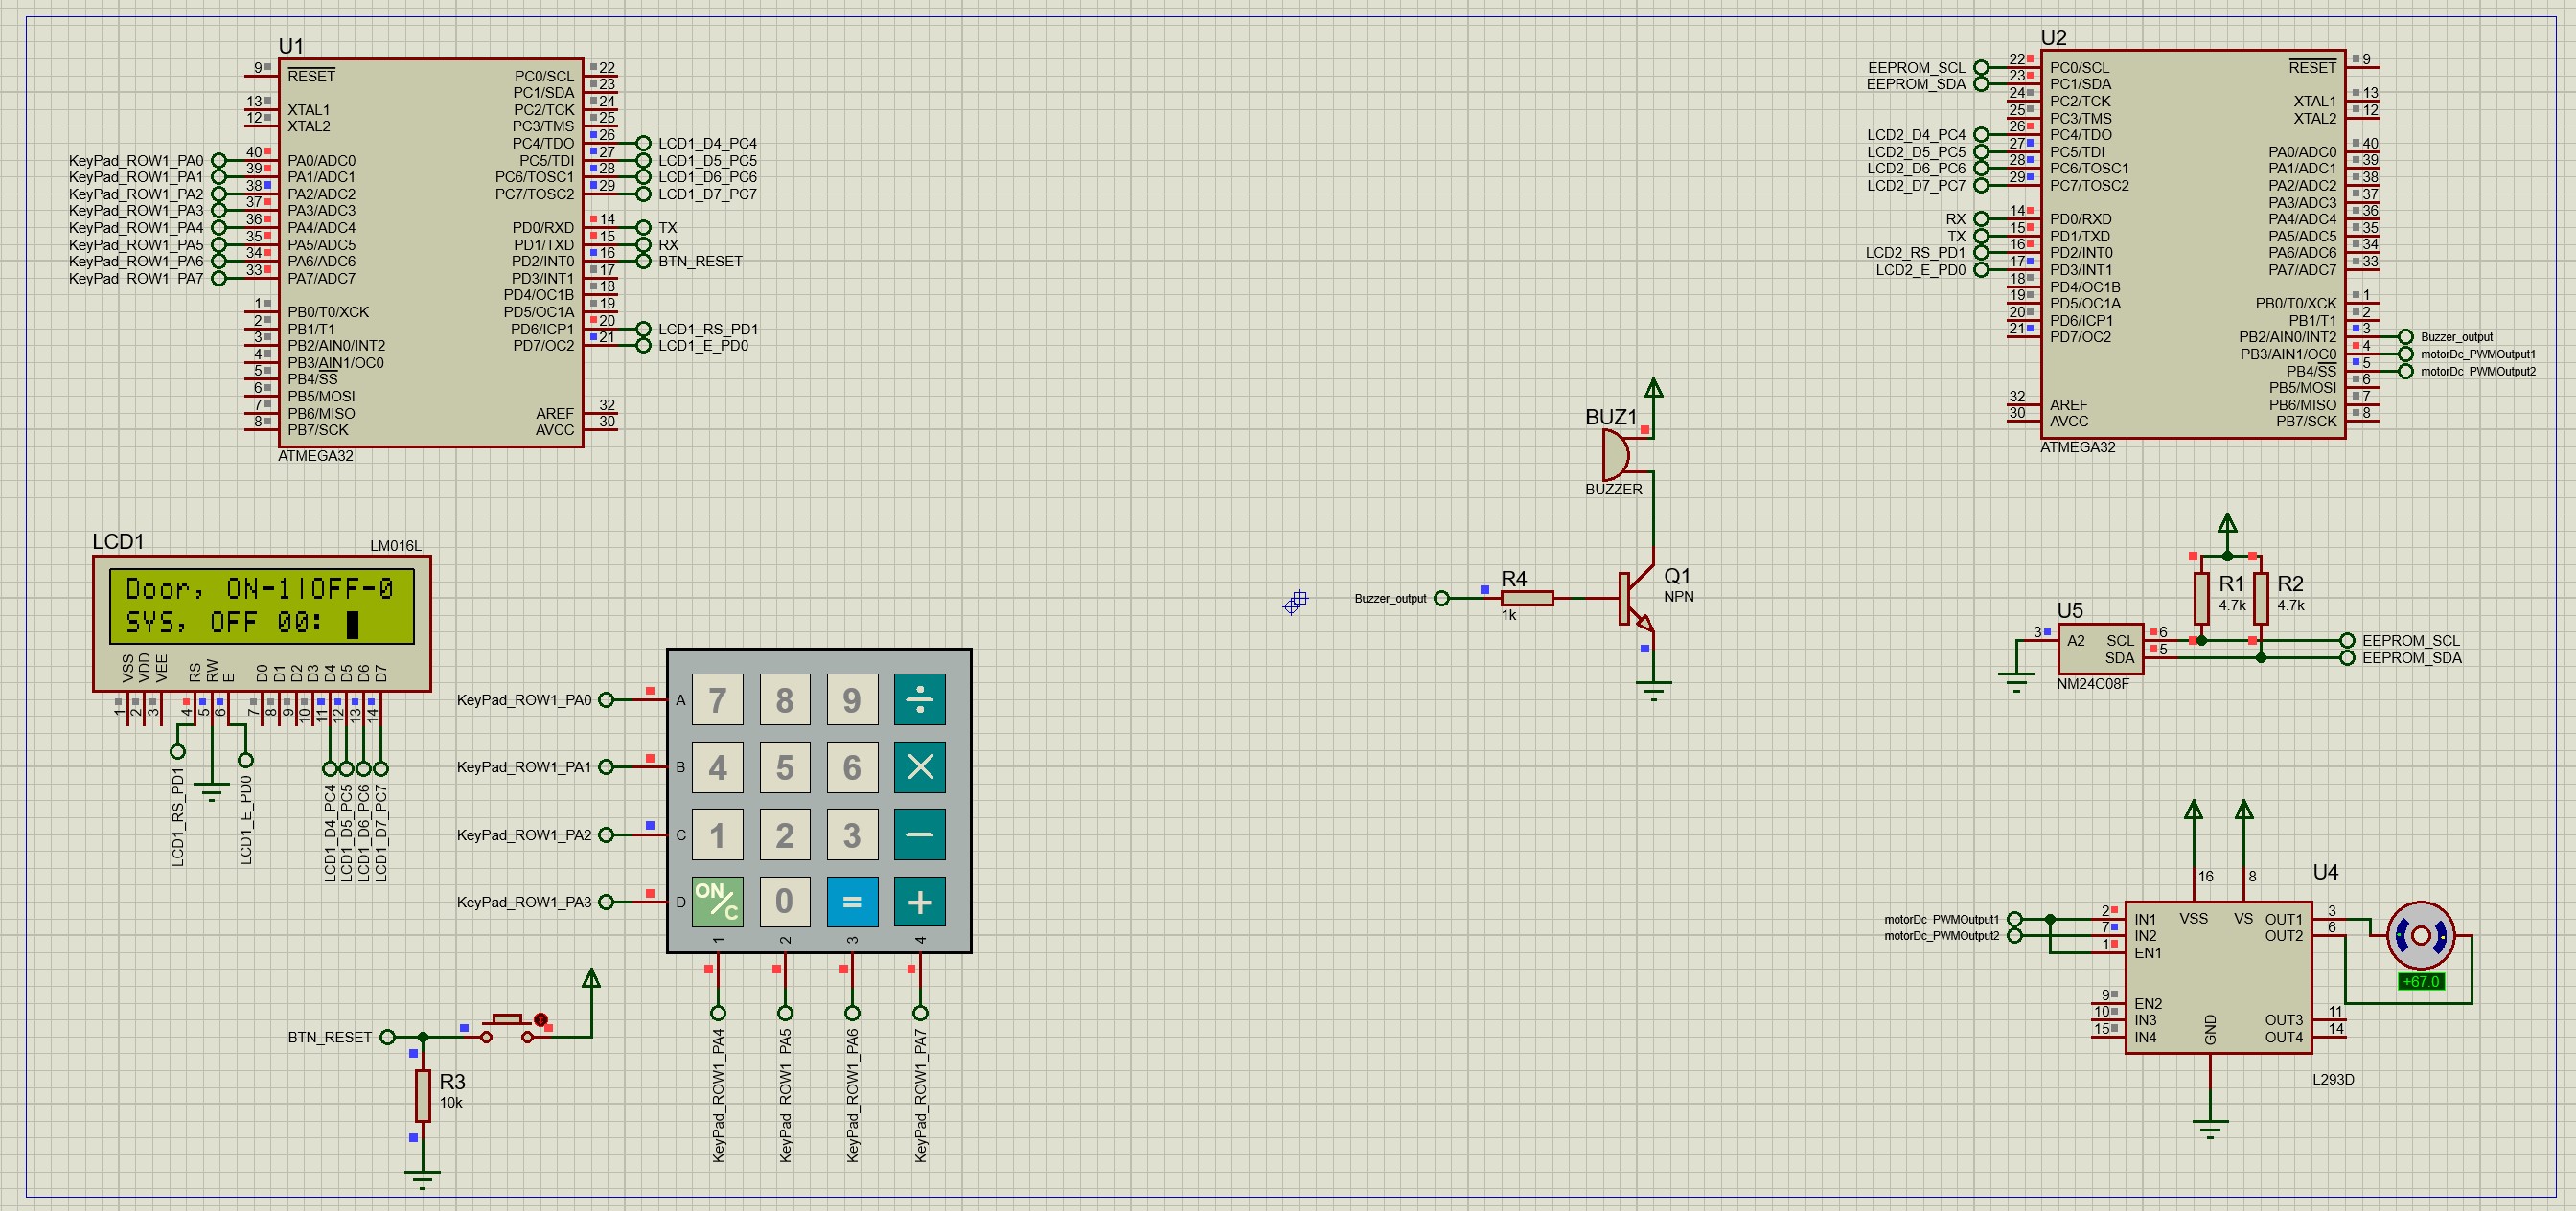 U1
9
RESET
13
XTAL1
12
XTAL2
KeyPad_ROW1_PA0
40
PA0/ADC0
KeyPad_ROW1_PA1
39
PA1/ADC1
KeyPad_ROW1_PA2
38
PA2/ADC2
KeyPad_ROW1_PA3
37
PA3/ADC3
KeyPad_ROW1_PA4
36
PA4/ADC4
KeyPad_ROW1_PA5
35
PA5/ADC5
KeyPad_ROW1_PA6
34
PA6/ADC6
KeyPad_ROW1_PA7
33
PA7/ADC7
1
PB0/T0/XCK
2
PB1/T1
3
PB2/AIN0/INT2
4
PB3/AIN1/OC0
5
PB4/SS
6
PB5/MOSI
7
PB6/MISO
8
PB7/SCK
PC0/SCL
22
PC1/SDA
23
PC2/TCK
24
PC3/TMS
25
PC4/TDO
26
LCD1_D4_PC4
PC5/TDI
27
LCD1_D5_PC5
PC6/TOSC1
28
LCD1_D6_PC6
PC7/TOSC2
29
LCD1_D7_PC7
PD0/RXD
14
TX
PD1/TXD
15
RX
PD2/INT0
16
BTN_RESET
PD3/INT1
17
PD4/OC1B
18
PD5/OC1A
19
PD6/ICP1
20
LCD1_RS_PD1
PD7/OC2
21
LCD1_E_PD0
AREF
32
AVCC
30
ATMEGA32
U2
EEPROM_SCL
22
PC0/SCL
EEPROM_SDA
23
PC1/SDA
24
PC2/TCK
25
PC3/TMS
LCD2_D4_PC4
26
PC4/TDO
LCD2_D5_PC5
27
PC5/TDI
LCD2_D6_PC6
28
PC6/TOSC1
LCD2_D7_PC7
29
PC7/TOSC2
RX
14
PD0/RXD
TX
15
PD1/TXD
LCD2_RS_PD1
16
PD2/INT0
LCD2_E_PD0
17
PD3/INT1
18
PD4/OC1B
19
PD5/OC1A
20
PD6/ICP1
21
PD7/OC2
32
AREF
30
AVCC
RESET
9
XTAL1
13
XTAL2
12
PA0/ADC0
40
PA1/ADC1
39
PA2/ADC2
38
PA3/ADC3
37
PA4/ADC4
36
PA5/ADC5
35
PA6/ADC6
34
PA7/ADC7
33
PB0/T0/XCK
1
PB1/T1
2
PB2/AIN0/INT2
3
Buzzer_output
PB3/AIN1/OC0
4
motorDc_PWMOutput1
PB4/SS
5
motorDc_PWMOutput2
PB5/MOSI
6
PB6/MISO
7
PB7/SCK
8
ATMEGA32
BUZ1
BUZZER
Buzzer_output
R4
1k
Q1
NPN
LCD1
LM016L
Door, ON-1|OFF-0
SYS, OFF 00:
VSS
VDD
VEE
RS
RW
E
D0
D1
D2
D3
D4
D5
D6
D7
1
2
3
4
5
6
7
8
9
10
11
12
13
14
LCD1_RS_PD1
LCD1_E_PD0
LCD1_D4_PC4
LCD1_D5_PC5
LCD1_D6_PC6
LCD1_D7_PC7
KeyPad_ROW1_PA0
A
7
8
9
÷
KeyPad_ROW1_PA1
B
4
5
6
×
KeyPad_ROW1_PA2
C
1
2
3
−
KeyPad_ROW1_PA3
D
ON/C
0
=
+
1
2
3
4
KeyPad_ROW1_PA4
KeyPad_ROW1_PA5
KeyPad_ROW1_PA6
KeyPad_ROW1_PA7
BTN_RESET
R3
10k
R1
4.7k
R2
4.7k
U5
3
A2
SCL
6
EEPROM_SCL
SDA
5
EEPROM_SDA
NM24C08F
16
8
U4
motorDc_PWMOutput1
2
IN1
VSS
VS
OUT1
3
motorDc_PWMOutput2
7
IN2
OUT2
6
1
EN1
+67.0
9
EN2
10
IN3
OUT3
11
15
IN4
GND
OUT4
14
L293D